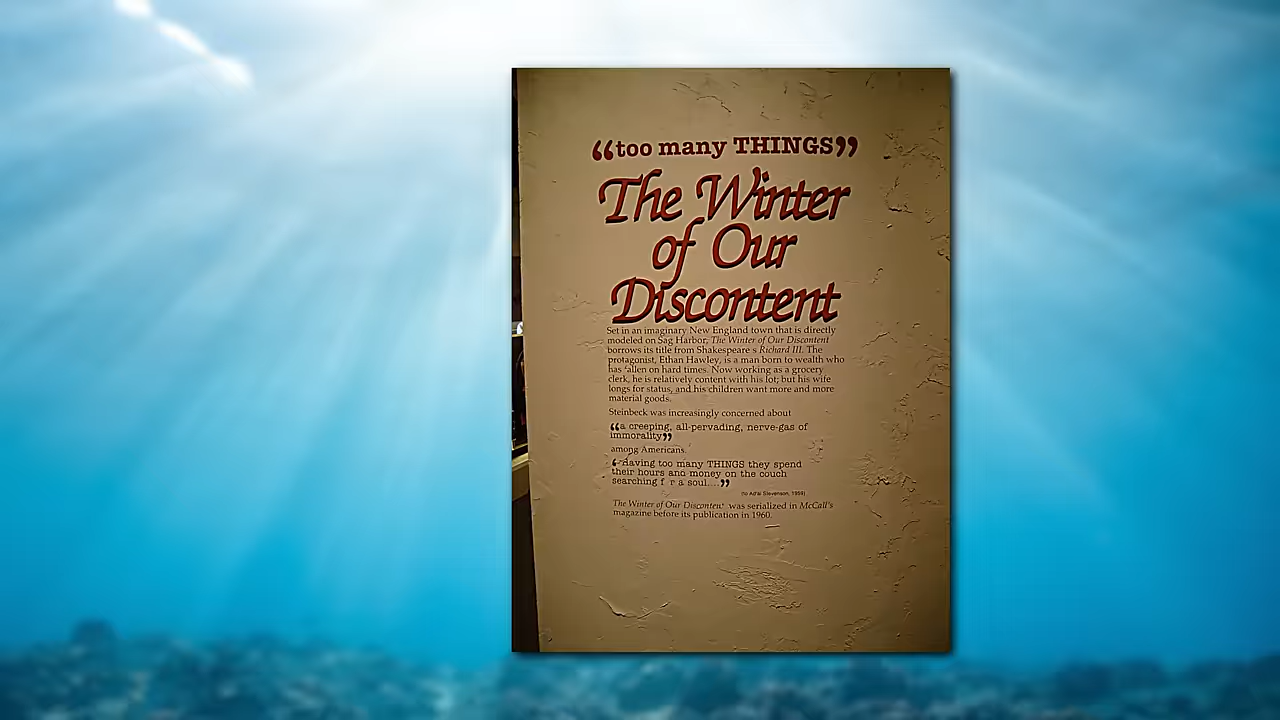 “too many THINGS”
The Winter
of Our
Discontent
Set in an imaginary New England town that is directly
modeled on Sag Harbor, The Winter of Our Discontent
borrows its title from Shakespeare s Richard III. The
protagonist, Ethan Hawley, is a man born to wealth who
has fallen on hard times. Now working as a grocery
clerk, he is relatively content with his lot; but his wife
longs for status, and his children want more and more
material goods.
Steinbeck was increasingly concerned about
“a creeping, all-pervading, nerve-gas of
immorality”
among Americans.
“Having too many THINGS they spend
their hours and money on the couch
searching f r a soul....”
(to Adlai Stevenson, 1959)
The Winter of Our Discontent was serialized in McCall's
magazine before its publication in 1960.